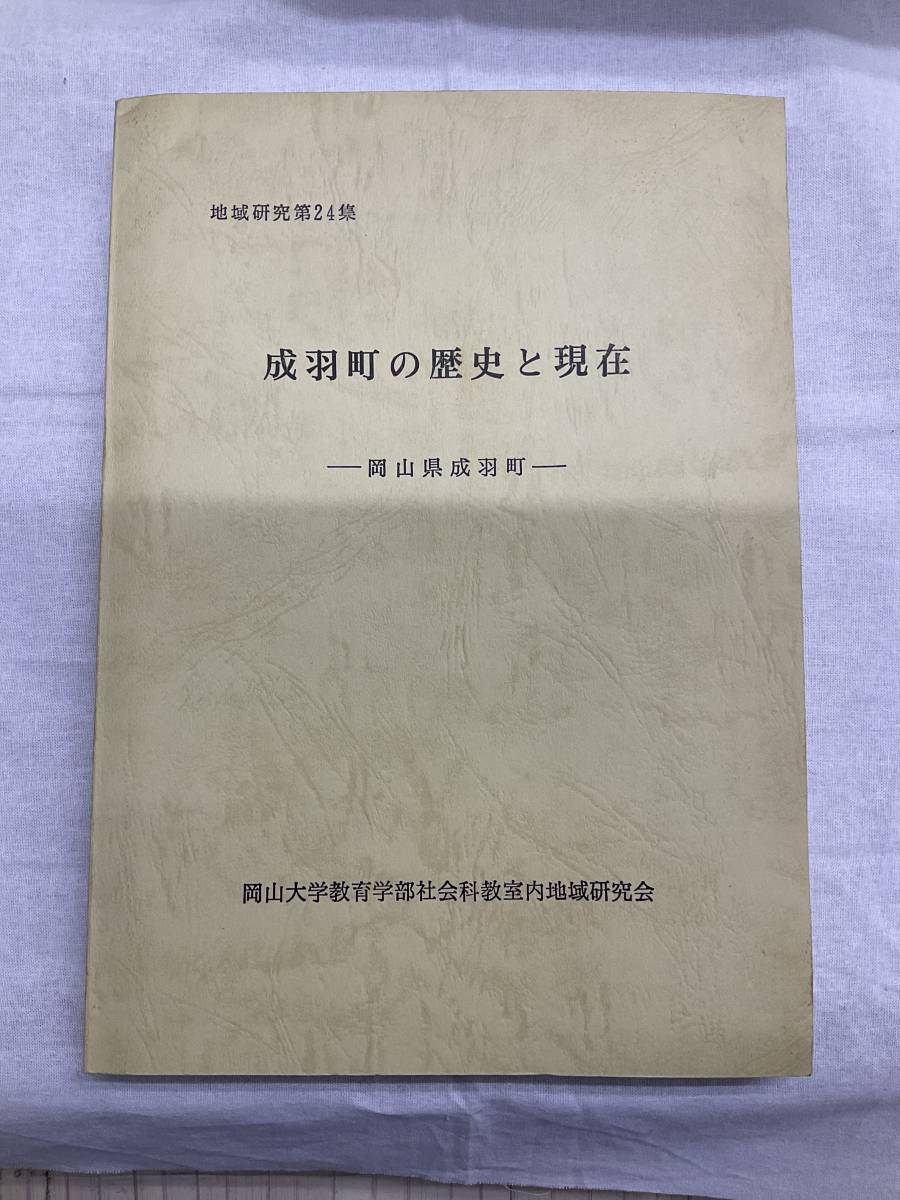 地域研究第24集
成羽町の歴史と現在
―岡山県成羽町―
岡山大学教育学部社会科教室内地域研究会